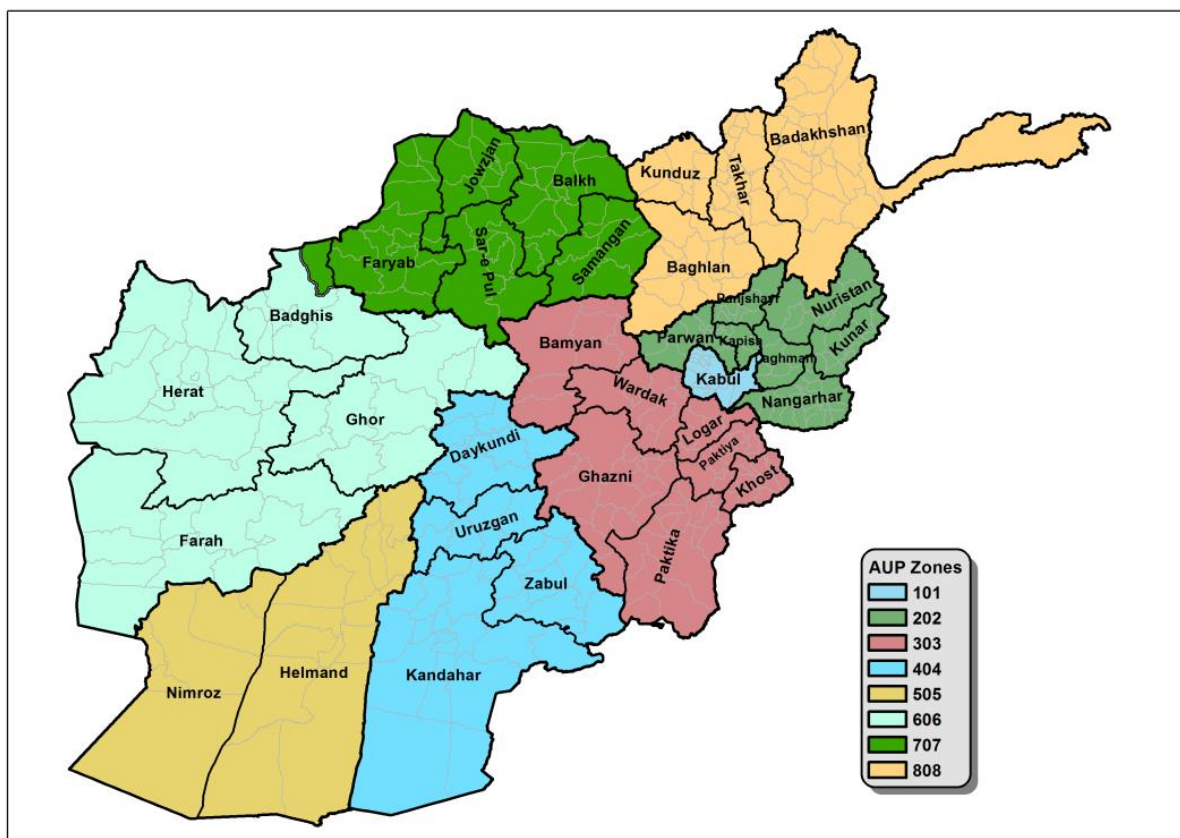 Badakhshan
Jowzjan
Balkh
Kunduz
Takhar
Faryab
Sar-e Pul
Samangan
Baghlan
Panjshayr
Nuristan
Badghis
Parwan
Kapisa
Kunar
Bamyan
aghman
Herat
Wardak
Kabul
Nangarhar
Ghor
Logar
Daykundi
Paktiya
Ghazni
Khost
Uruzgan
Farah
Paktika
Zabul
Kandahar
Helmand
Nimroz
AUP Zones
101
202
303
404
505
606
707
808